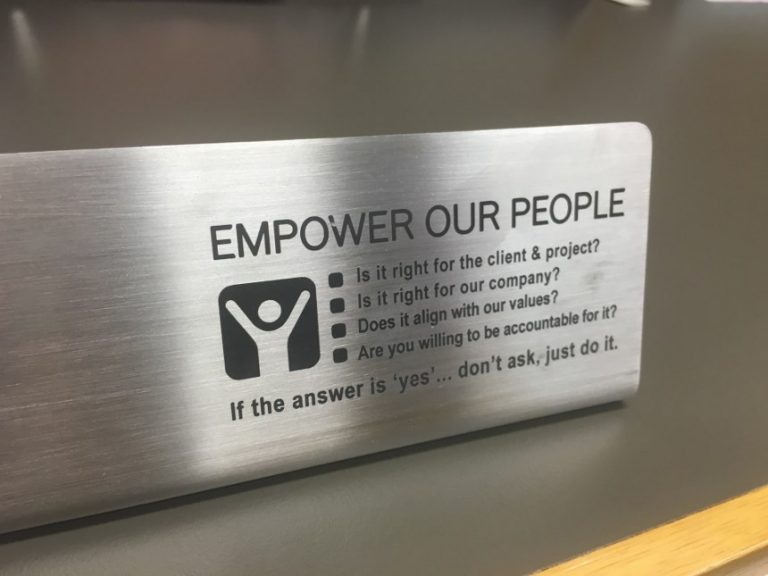 EMPOWER OUR PEOPLE
Is it right for the client & project?
Is it right for our company?
Does it align with our values?
Are you willing to be accountable for it?
If the answer is ‘yes’... don’t ask, just do it.